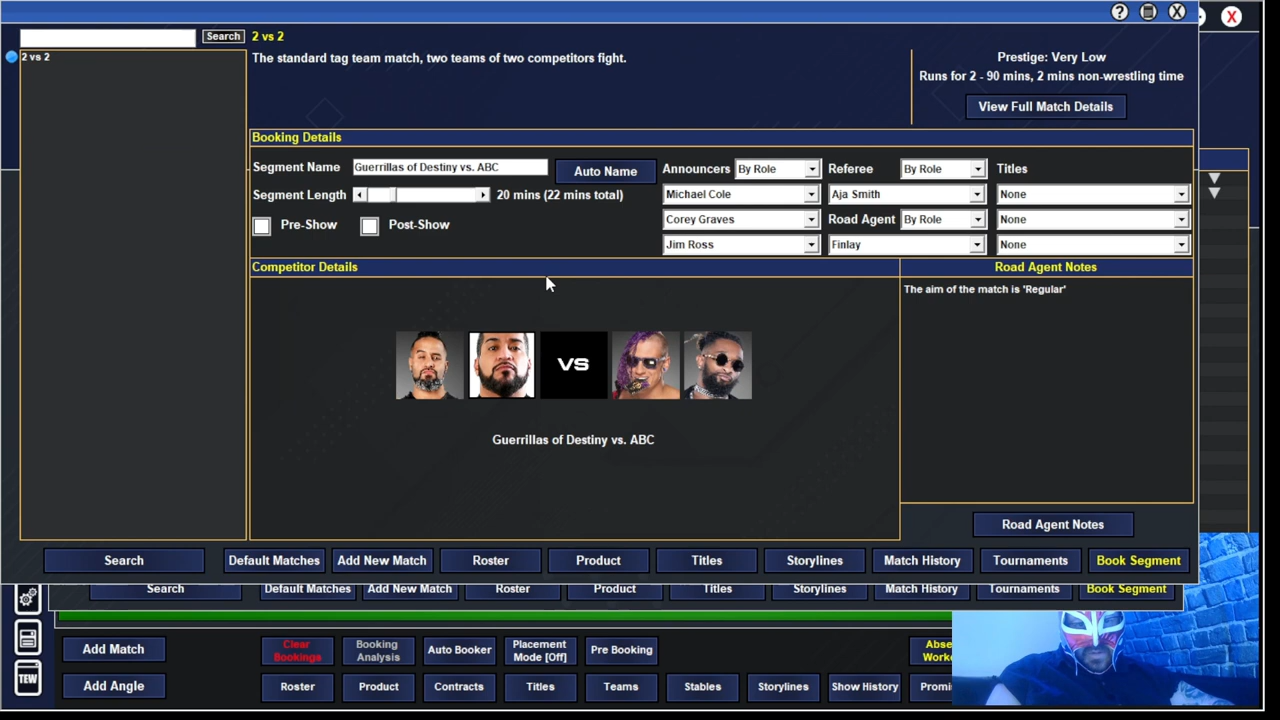 Search
2 vs 2
2 vs 2
The standard tag team match, two teams of two competitors fight.
Prestige: Very Low
Runs for 2 - 90 mins, 2 mins non-wrestling time
View Full Match Details
Booking Details
Segment Name
Guerrillas of Destiny vs. ABC
Auto Name
Announcers
By Role
Referee
By Role
Titles
Segment Length
20 mins (22 mins total)
Michael Cole
Aja Smith
None
Pre-Show
Post-Show
Corey Graves
Road Agent
By Role
None
Jim Ross
Finlay
None
Competitor Details
Road Agent Notes
The aim of the match is 'Regular'
VS
Guerrillas of Destiny vs. ABC
Road Agent Notes
Search
Default Matches
Add New Match
Roster
Product
Titles
Storylines
Match History
Tournaments
Book Segment
Search
Default Matches
Add New Match
Roster
Product
Titles
Storylines
Match History
Tournaments
Book Segment
Add Match
Clear
Bookings
Booking
Analysis
Auto Booker
Placement
Mode [Off]
Pre Booking
Abse
Worke
TEW
Add Angle
Roster
Product
Contracts
Titles
Teams
Stables
Storylines
Show History
Promi